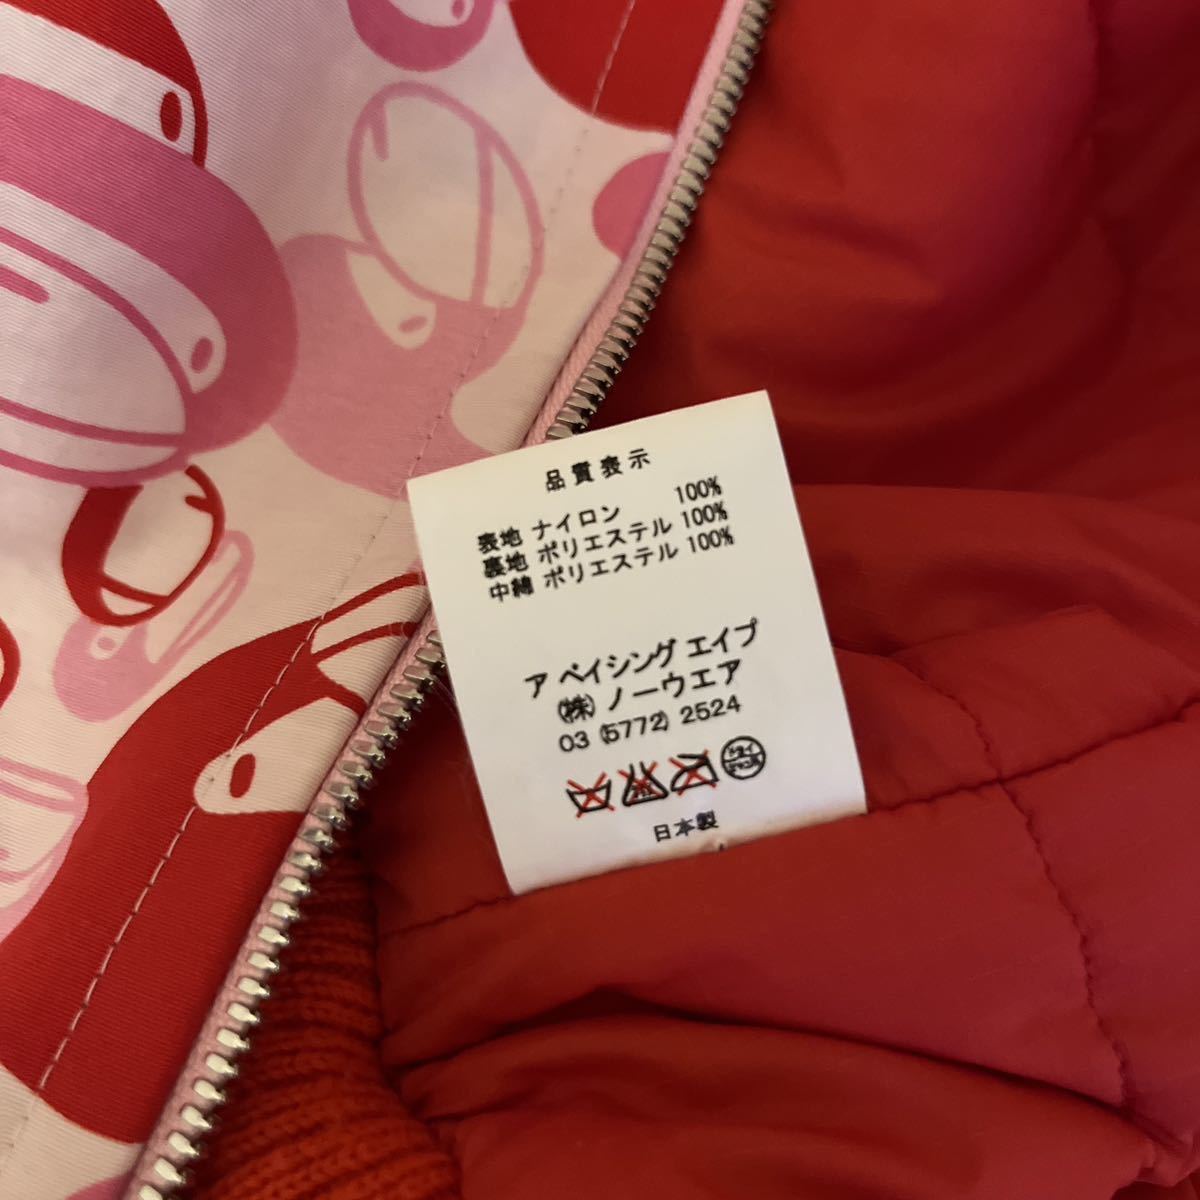 品質表示
表地 ナイロン 100%
裏地 ポリエステル 100%
中綿 ポリエステル 100%
ア ベイシング エイプ
㈱ ノーウエア
03 (5772) 2524
日本製